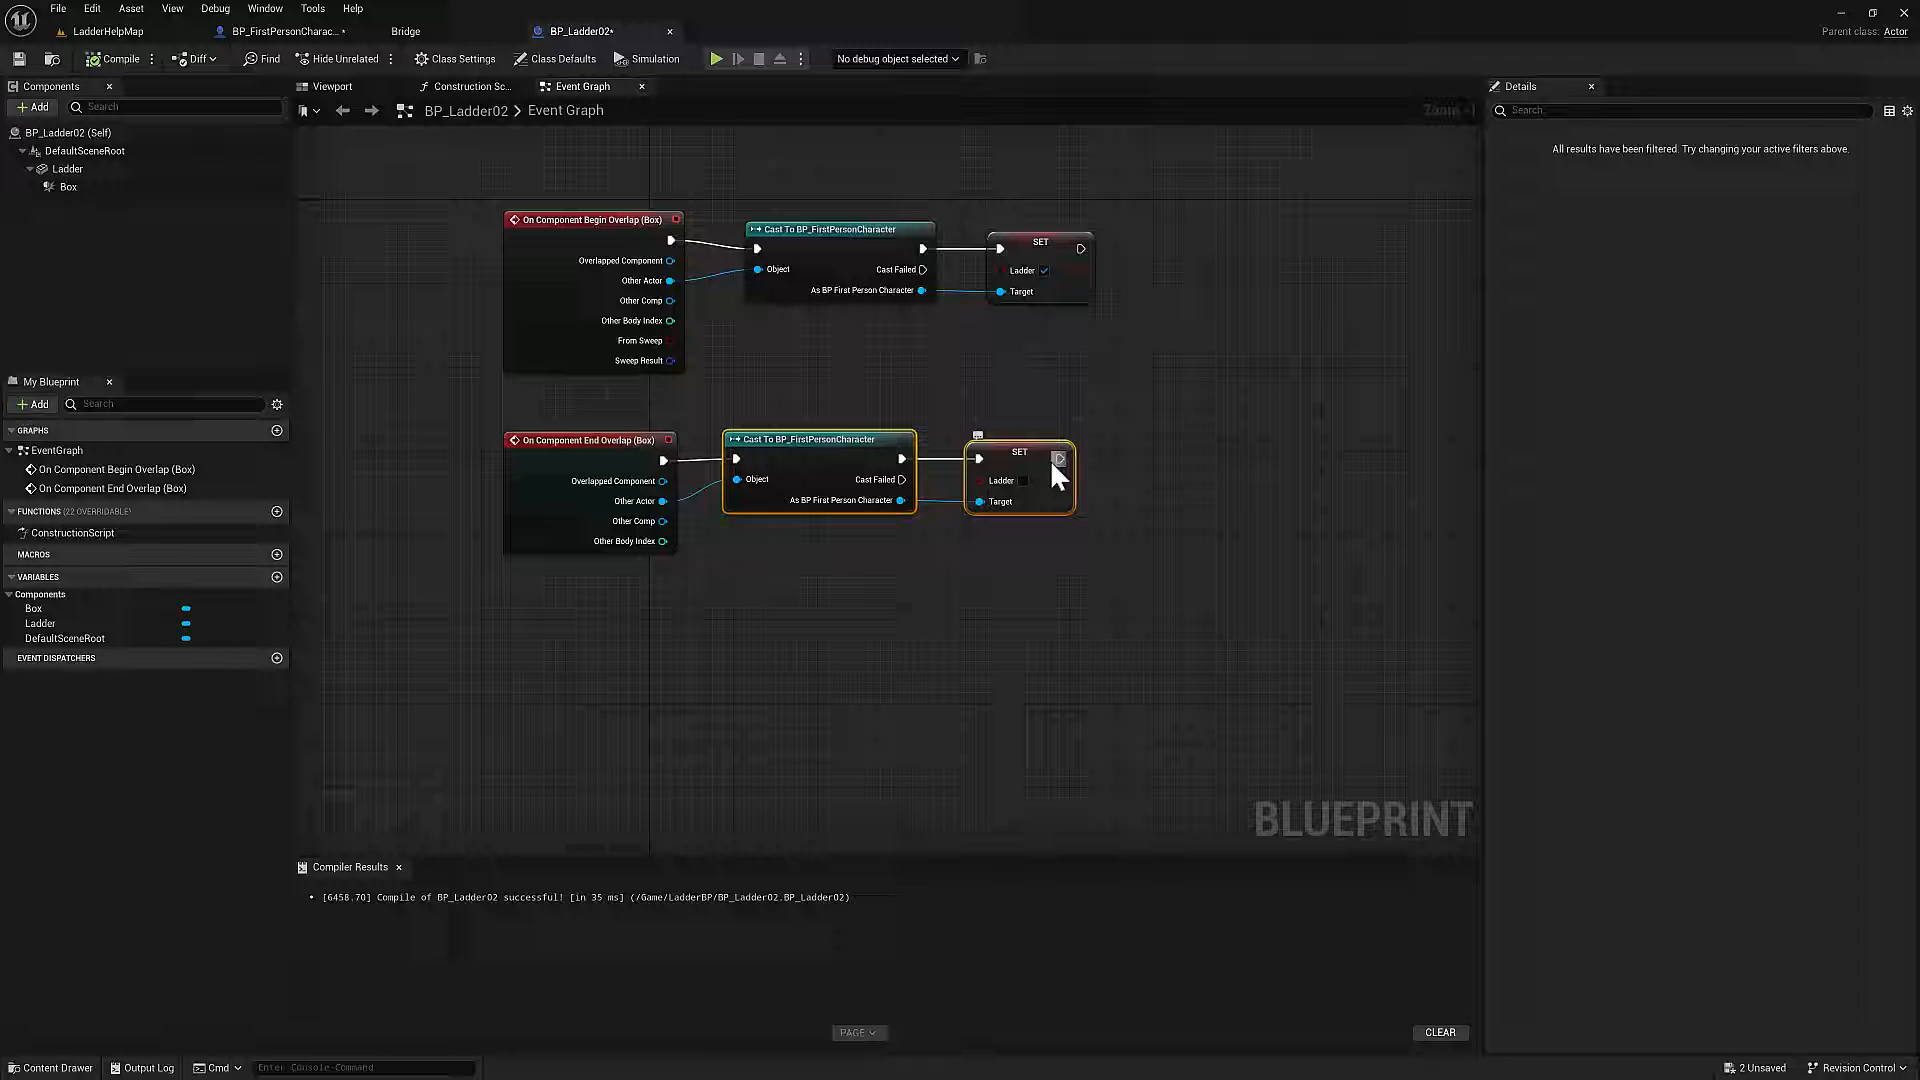 File Edit Asset View Debug Window Tools Help
LadderHelpMap BP_FirstPersonCharac... * Bridge BP_Ladder02*
Parent class: Actor
Compile Diff Find Hide Unrelated Class Settings Class Defaults Simulation No debug object selected
Components
Viewport Construction Sc... Event Graph
Details
Add Search
BP_Ladder02 > Event Graph
Zoom -1
Search
BP_Ladder02 (Self)
DefaultSceneRoot
Ladder
Box
All results have been filtered. Try changing your active filters above.
On Component Begin Overlap (Box)
Overlapped Component
Other Actor
Other Comp
Other Body Index
From Sweep
Sweep Result
Cast To BP_FirstPersonCharacter
Object Cast Failed
As BP First Person Character
SET
Ladder
Target
On Component End Overlap (Box)
Overlapped Component
Other Actor
Other Comp
Other Body Index
Cast To BP_FirstPersonCharacter
Object Cast Failed
As BP First Person Character
SET
Ladder
Target
BLUEPRINT
My Blueprint
Add Search
GRAPHS
EventGraph
On Component Begin Overlap (Box)
On Component End Overlap (Box)
FUNCTIONS (22 OVERRIDABLE)
ConstructionScript
MACROS
VARIABLES
Components
Box
Ladder
DefaultSceneRoot
EVENT DISPATCHERS
Compiler Results
[6458.70] Compile of BP_Ladder02 successful! [in 35 ms] (/Game/LadderBP/BP_Ladder02.BP_Ladder02)
PAGE CLEAR
Content Drawer Output Log Cmd Enter Console Command 2 Unsaved Revision Control